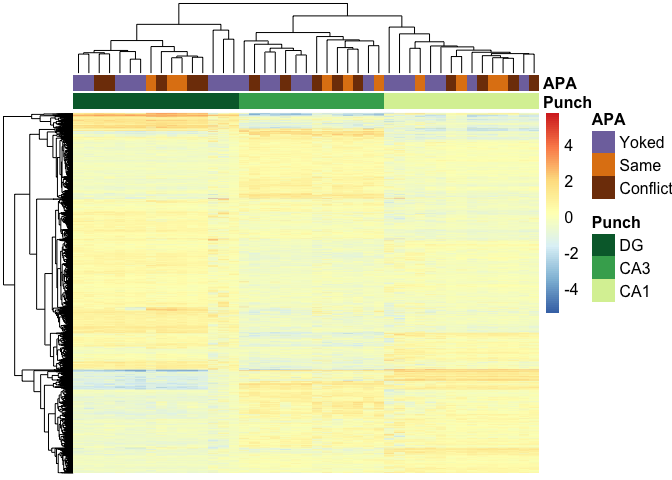 APA
Punch
4
2
0
-2
-4
APA
Yoked
Same
Conflict
Punch
DG
CA3
CA1